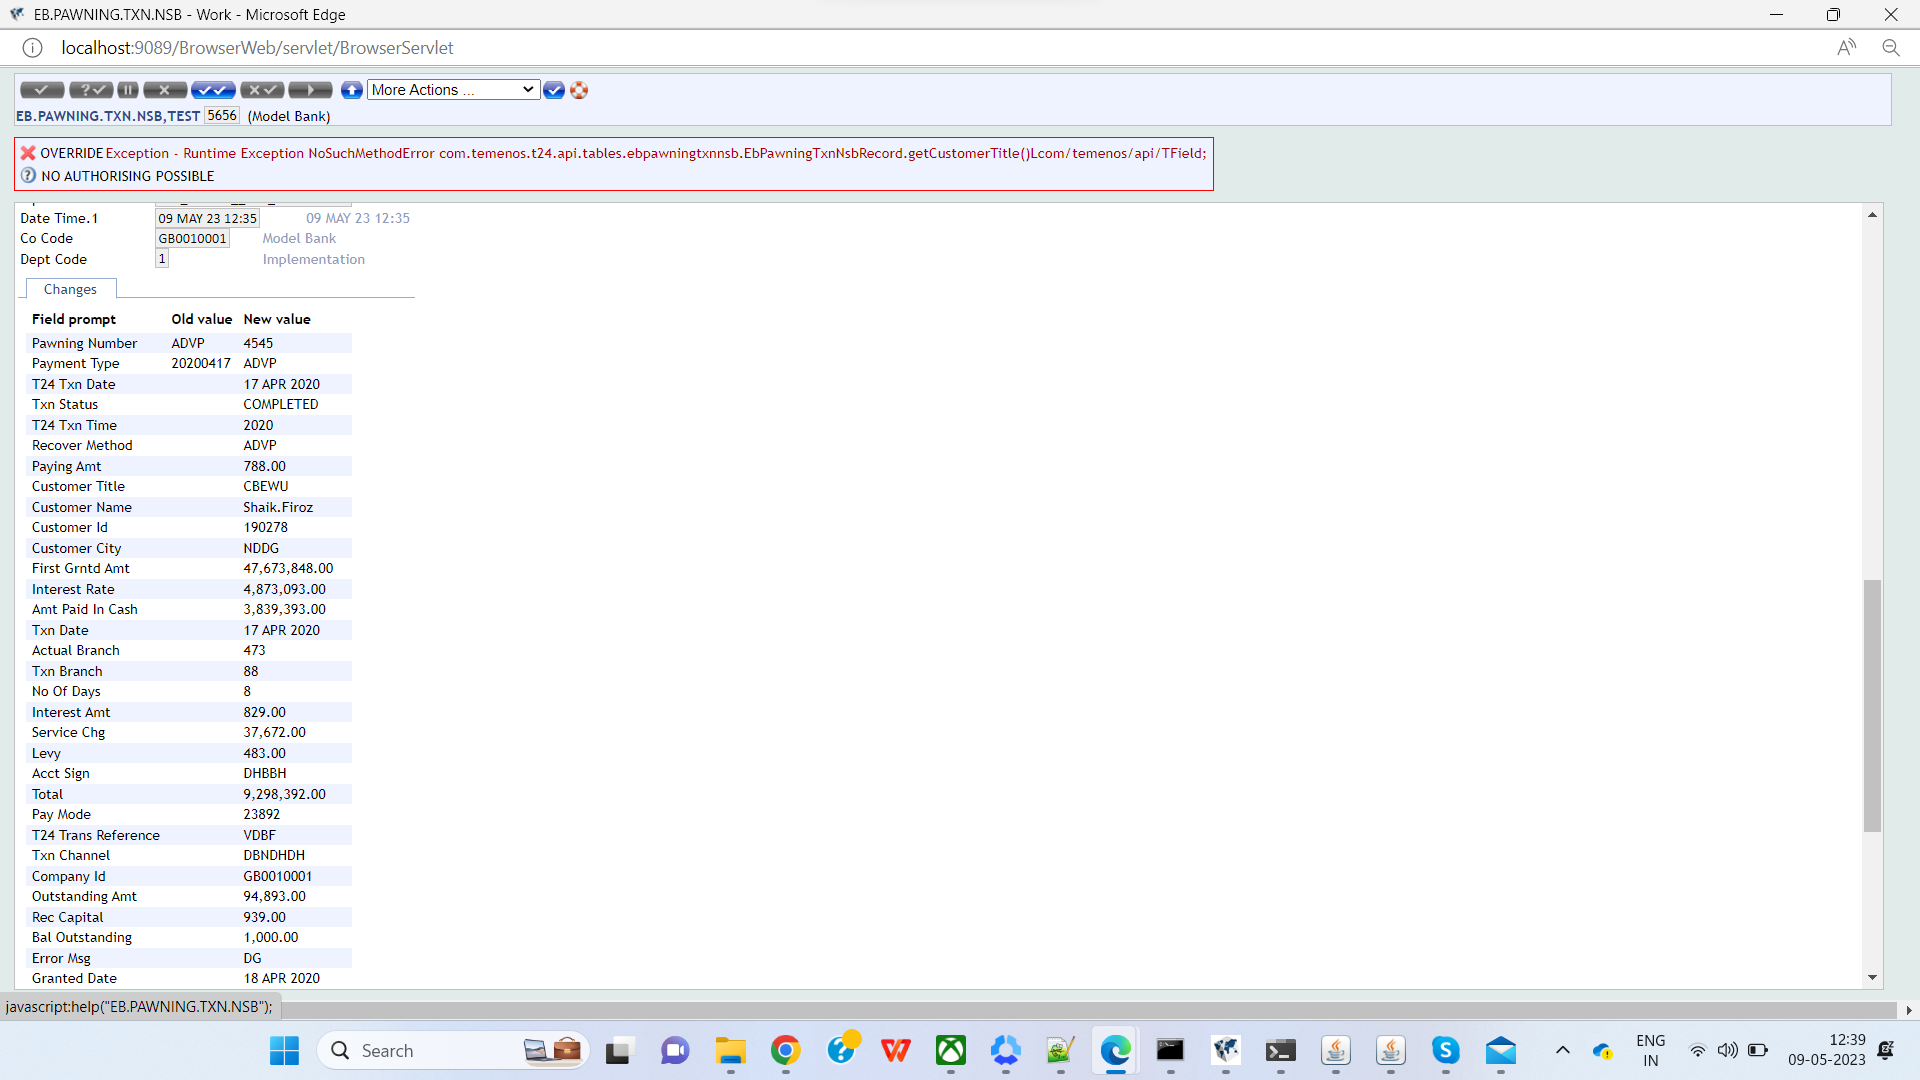 EB.PAWNING.TXN.NSB - Work - Microsoft Edge
localhost:9089/BrowserWeb/servlet/BrowserServlet
More Actions ...
EB.PAWNING.TXN.NSB,TEST 5656 (Model Bank)
OVERRIDE Exception - Runtime Exception NoSuchMethodError com.temenos.t24.api.tables.ebpawningtxnnsb.EbPawningTxnNsbRecord.getCustomerTitle()Lcom/temenos/api/TField;
NO AUTHORISING POSSIBLE
Date Time.1 09 MAY 23 12:35 09 MAY 23 12:35
Co Code GB0010001 Model Bank
Dept Code 1 Implementation
Changes
Field prompt Old value New value
Pawning Number ADVP 4545
Payment Type 20200417 ADVP
T24 Txn Date 17 APR 2020
Txn Status COMPLETED
T24 Txn Time 2020
Recover Method ADVP
Paying Amt 788.00
Customer Title CBEWU
Customer Name Shaik.Firoz
Customer Id 190278
Customer City NDDG
First Grntd Amt 47,673,848.00
Interest Rate 4,873,093.00
Amt Paid In Cash 3,839,393.00
Txn Date 17 APR 2020
Actual Branch 473
Txn Branch 88
No Of Days 8
Interest Amt 829.00
Service Chg 37,672.00
Levy 483.00
Acct Sign DHBBH
Total 9,298,392.00
Pay Mode 23892
T24 Trans Reference VDBF
Txn Channel DBNDHDH
Company Id GB0010001
Outstanding Amt 94,893.00
Rec Capital 939.00
Bal Outstanding 1,000.00
Error Msg DG
Granted Date 18 APR 2020
javascript:help("EB.PAWNING.TXN.NSB");
Search
ENG
IN
12:39
09-05-2023